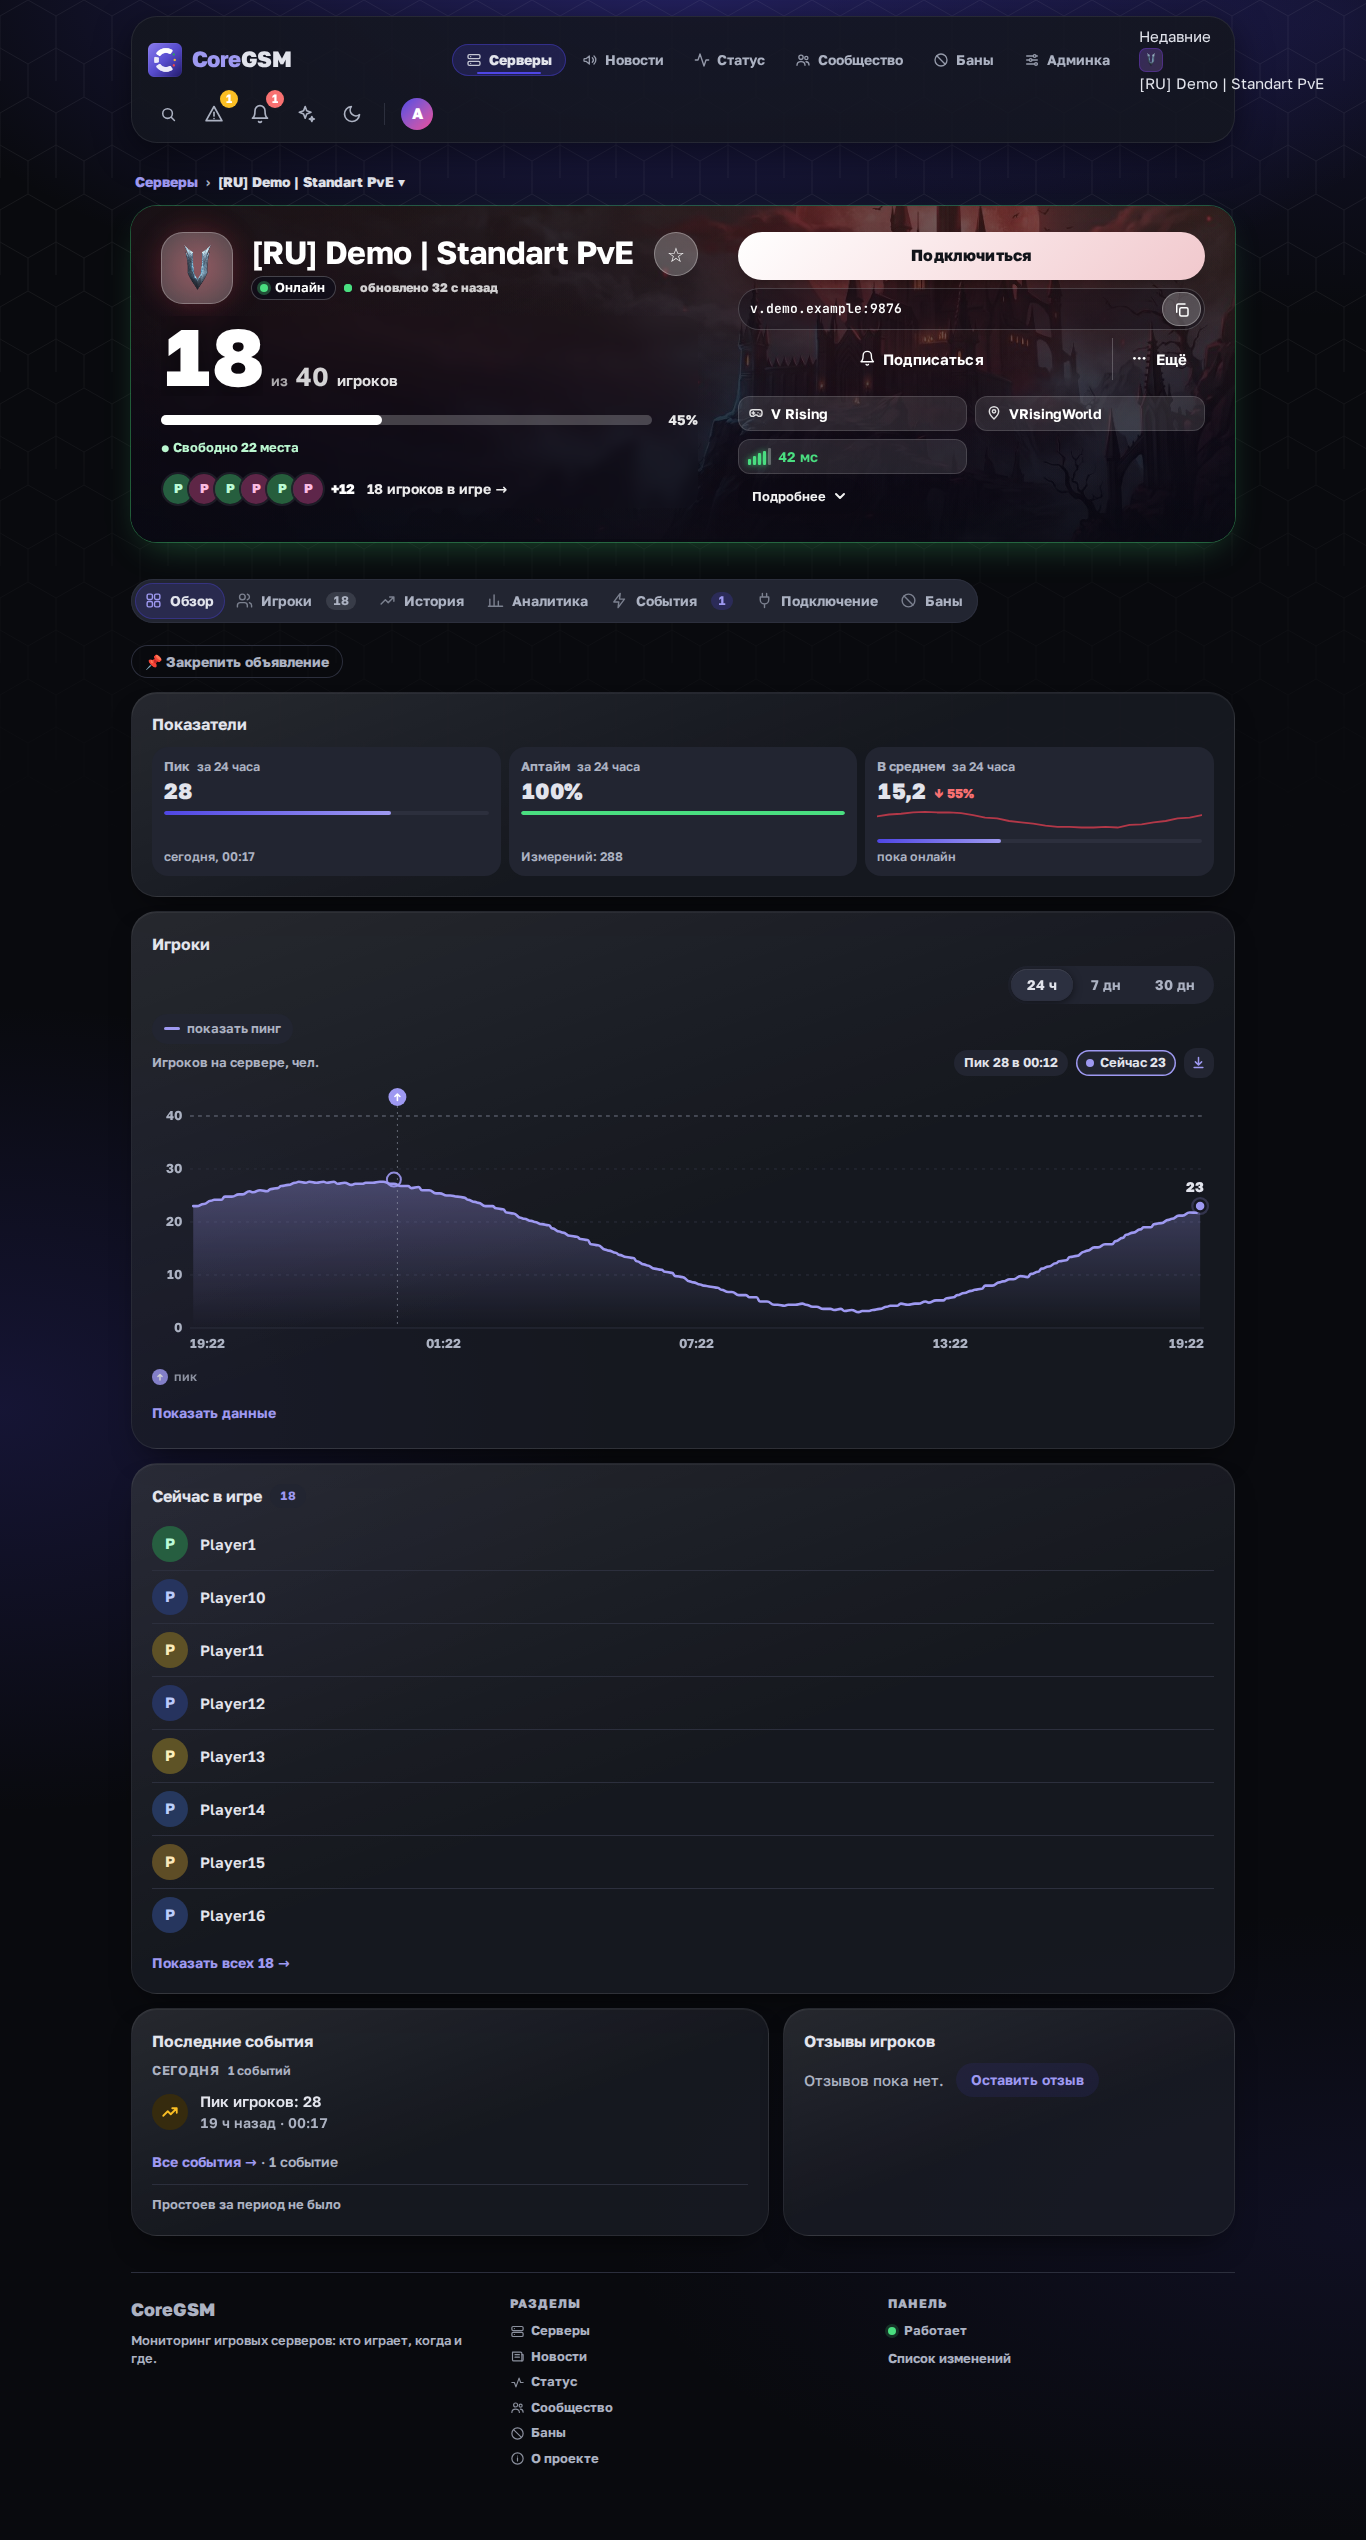 CoreGSM
Серверы
Новости
Статус
Сообщество
Баны
Админка
Недавние
[RU] Demo | Standart PvE
1
1
A
Серверы › [RU] Demo | Standart PvE ▾
[RU] Demo | Standart PvE
☆
Онлайн
обновлено 32 с назад
18 из 40 игроков
45%
Свободно 22 места
P P P P P P +12 18 игроков в игре →
Подключиться
v.demo.example:9876
Подписаться
Ещё
V Rising
VRisingWorld
42 мс
Подробнее
Обзор
Игроки 18
История
Аналитика
События 1
Подключение
Баны
📌 Закрепить объявление
Показатели
Пик за 24 часа
28
сегодня, 00:17
Аптайм за 24 часа
100%
Измерений: 288
В среднем за 24 часа
15,2 ↓ 55%
пока онлайн
Игроки
24 ч 7 дн 30 дн
показать пинг
Игроков на сервере, чел.
Пик 28 в 00:12
Сейчас 23
40
30
20
10
0
23
19:22 01:22 07:22 13:22 19:22
пик
Показать данные
Сейчас в игре 18
P Player1
P Player10
P Player11
P Player12
P Player13
P Player14
P Player15
P Player16
Показать всех 18 →
Последние события
СЕГОДНЯ 1 событий
Пик игроков: 28
19 ч назад · 00:17
Все события → · 1 событие
Простоев за период не было
Отзывы игроков
Отзывов пока нет. Оставить отзыв
CoreGSM
Мониторинг игровых серверов: кто играет, когда и
где.
РАЗДЕЛЫ
Серверы
Новости
Статус
Сообщество
Баны
О проекте
ПАНЕЛЬ
Работает
Список изменений